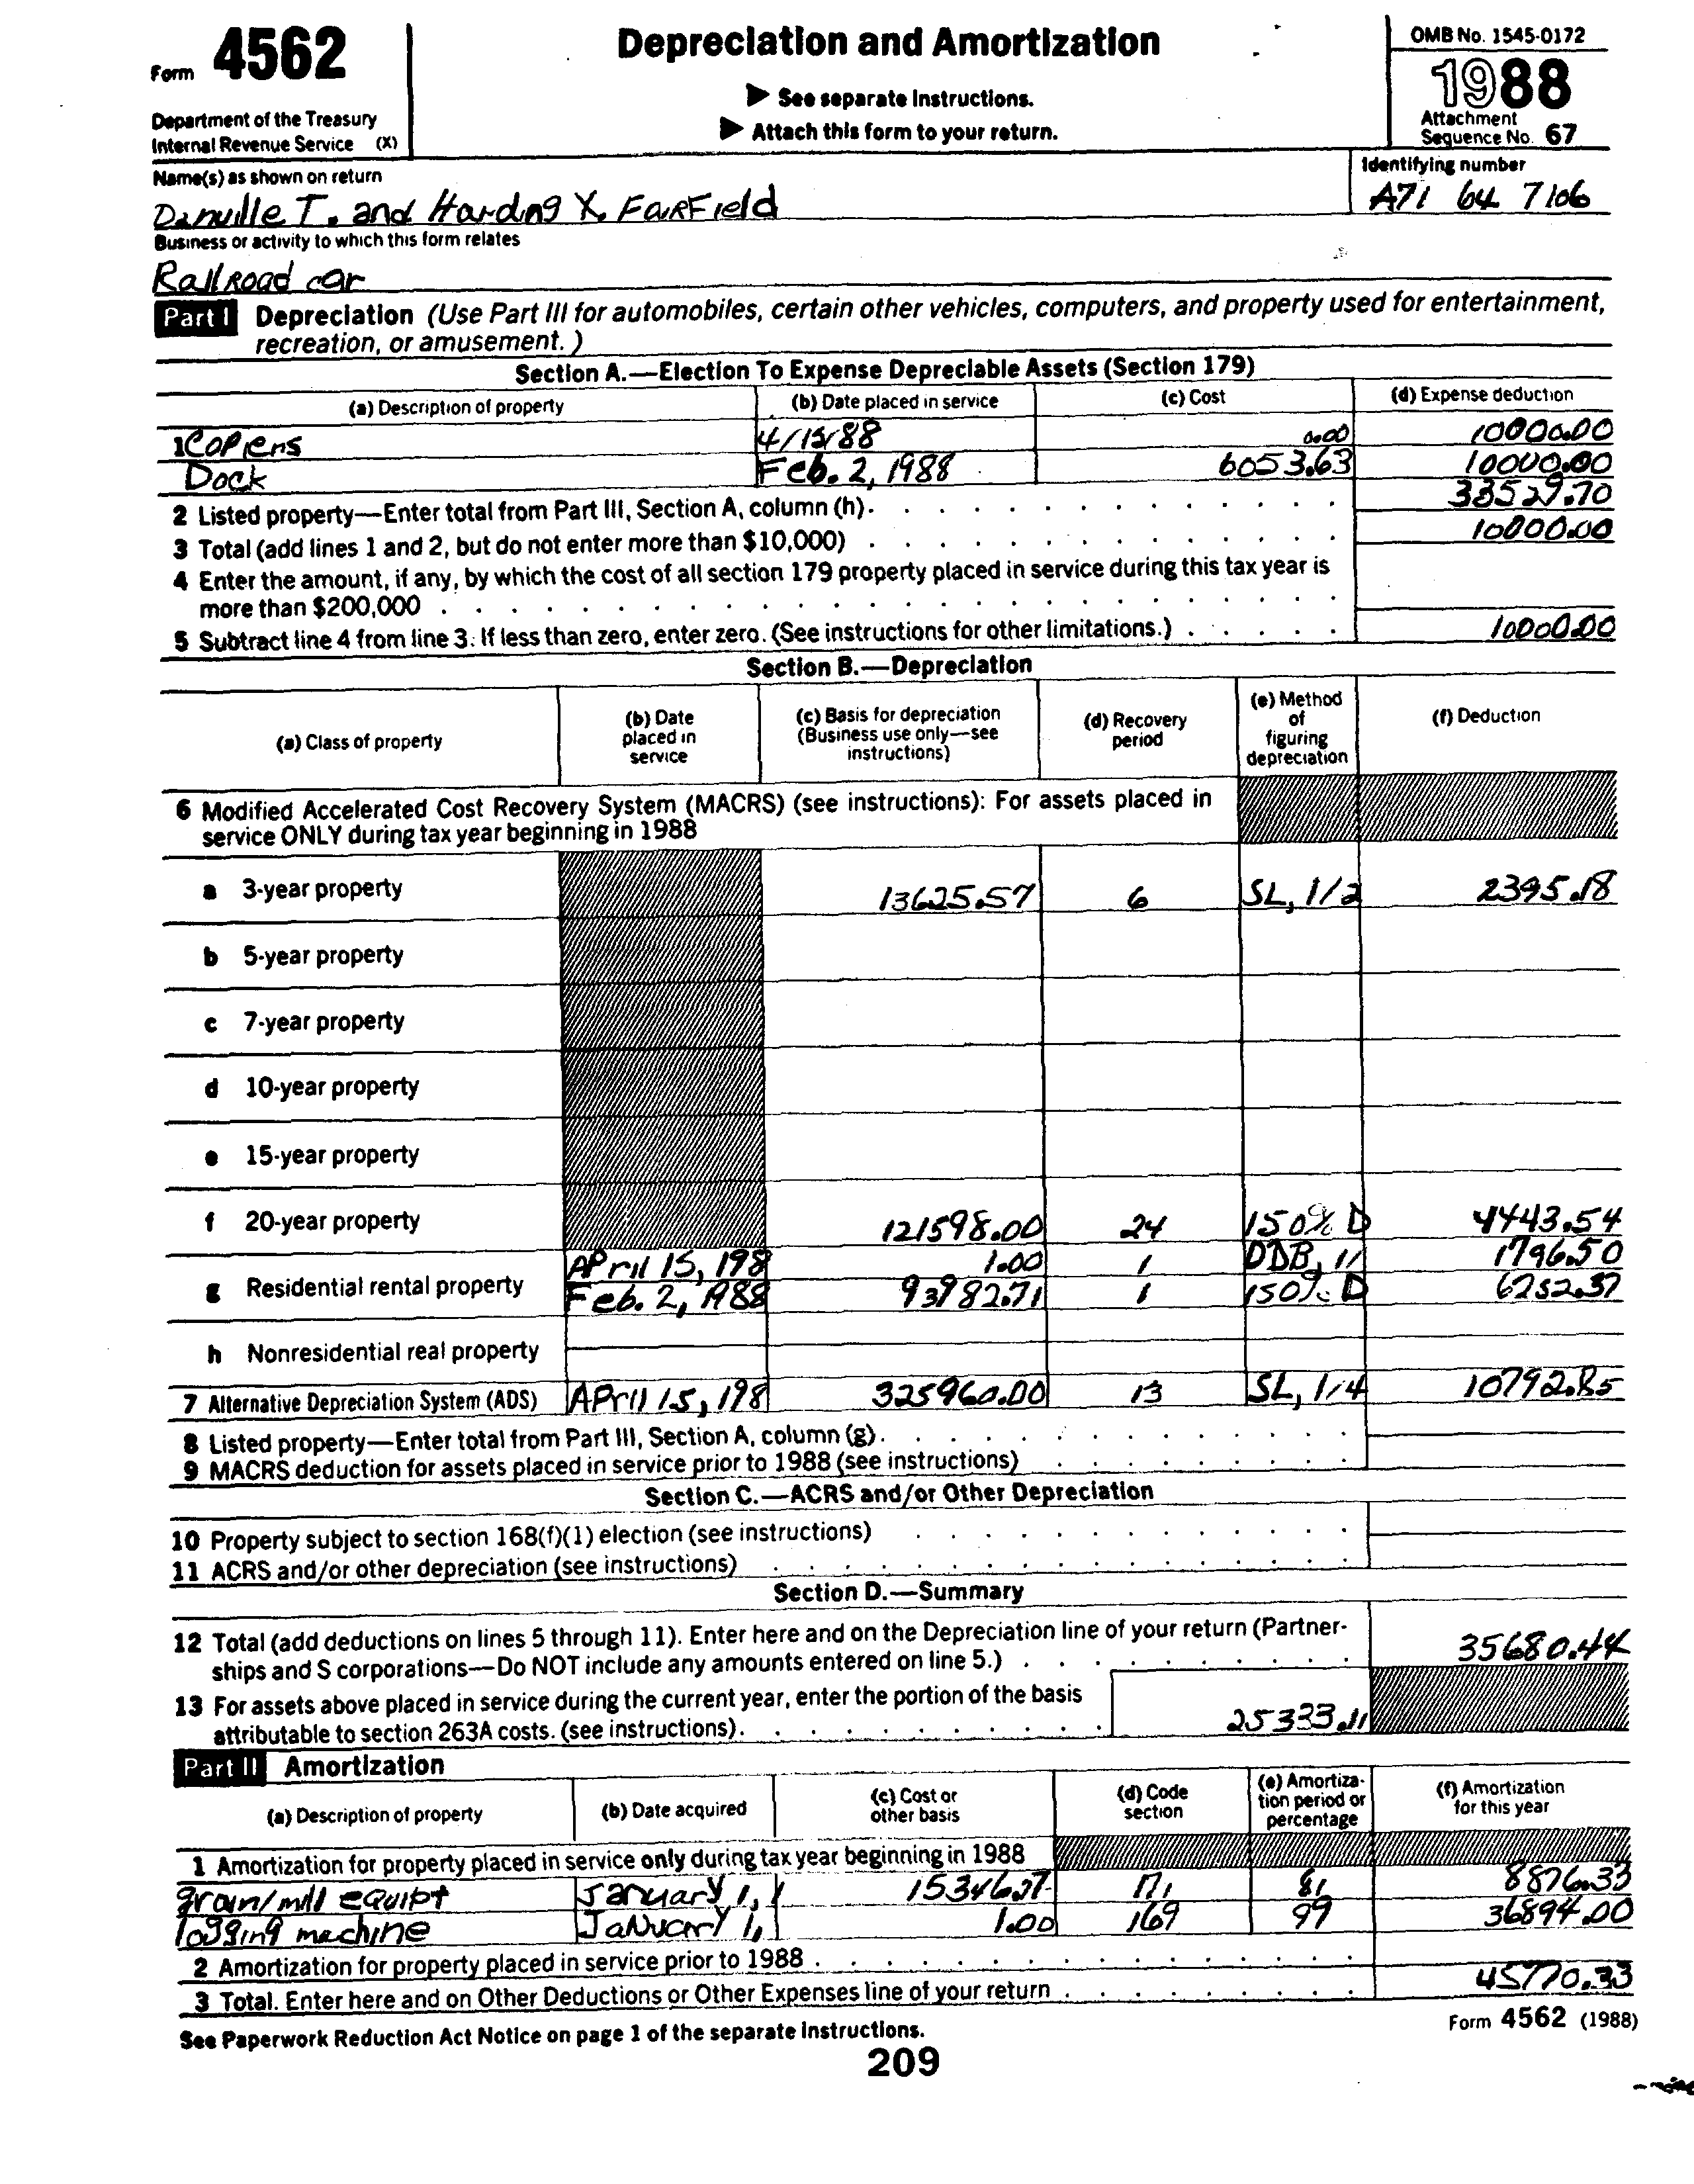 Form 4562
Depreciation and Amortization
OMB No. 1545-0172
1988
▶ See separate Instructions.
▶ Attach this form to your return.
Department of the Treasury
Internal Revenue Service (X)
Attachment
Sequence No. 67
Name(s) as shown on return
Identifying number
Danville T. and Harding X. FairField
A71 64 7106
Business or activity to which this form relates
Railroad car
Part I Depreciation (Use Part III for automobiles, certain other vehicles, computers, and property used for entertainment,
recreation, or amusement.)
Section A.—Election To Expense Depreciable Assets (Section 179)
(a) Description of property (b) Date placed in service (c) Cost (d) Expense deduction
1 Copiers 4/15/88 0.00 10000.00
Dock Feb. 2, 1988 6053.63 10000.00
2 Listed property—Enter total from Part III, Section A, column (h). 33529.70
3 Total (add lines 1 and 2, but do not enter more than $10,000) 10000.00
4 Enter the amount, if any, by which the cost of all section 179 property placed in service during this tax year is
more than $200,000
5 Subtract line 4 from line 3. If less than zero, enter zero. (See instructions for other limitations.) 10000.00
Section B.—Depreciation
(a) Class of property
(b) Date
placed in
service
(c) Basis for depreciation
(Business use only—see
instructions)
(d) Recovery
period
(e) Method
of
figuring
depreciation
(f) Deduction
6 Modified Accelerated Cost Recovery System (MACRS) (see instructions): For assets placed in
service ONLY during tax year beginning in 1988
a 3-year property 13625.57 6 SL, 1/2 2395.18
b 5-year property
c 7-year property
d 10-year property
e 15-year property
f 20-year property 121598.00 24 150% D 4443.54
April 15, 198 1.00 1 DDB, 1/ 1796.50
g Residential rental property Feb. 2, 1988 93982.71 1 150% D 6252.37
h Nonresidential real property
7 Alternative Depreciation System (ADS) April 15, 198 325960.00 13 SL, 1/4 10792.85
8 Listed property—Enter total from Part III, Section A, column (g).
9 MACRS deduction for assets placed in service prior to 1988 (see instructions)
Section C.—ACRS and/or Other Depreciation
10 Property subject to section 168(f)(1) election (see instructions)
11 ACRS and/or other depreciation (see instructions)
Section D.—Summary
12 Total (add deductions on lines 5 through 11). Enter here and on the Depreciation line of your return (Partner-
ships and S corporations—Do NOT include any amounts entered on line 5.) 35680.44
13 For assets above placed in service during the current year, enter the portion of the basis
attributable to section 263A costs. (see instructions). 25333.11
Part II Amortization
(a) Description of property
(b) Date acquired
(c) Cost or
other basis
(d) Code
section
(e) Amortiza-
tion period or
percentage
(f) Amortization
for this year
1 Amortization for property placed in service only during tax year beginning in 1988
grain/mill equipt January 1, 1 15346.27 171 81 8876.33
logging machine January 1, 1.00 169 99 36894.00
2 Amortization for property placed in service prior to 1988
3 Total. Enter here and on Other Deductions or Other Expenses line of your return 45770.33
See Paperwork Reduction Act Notice on page 1 of the separate Instructions.
Form 4562 (1988)
209